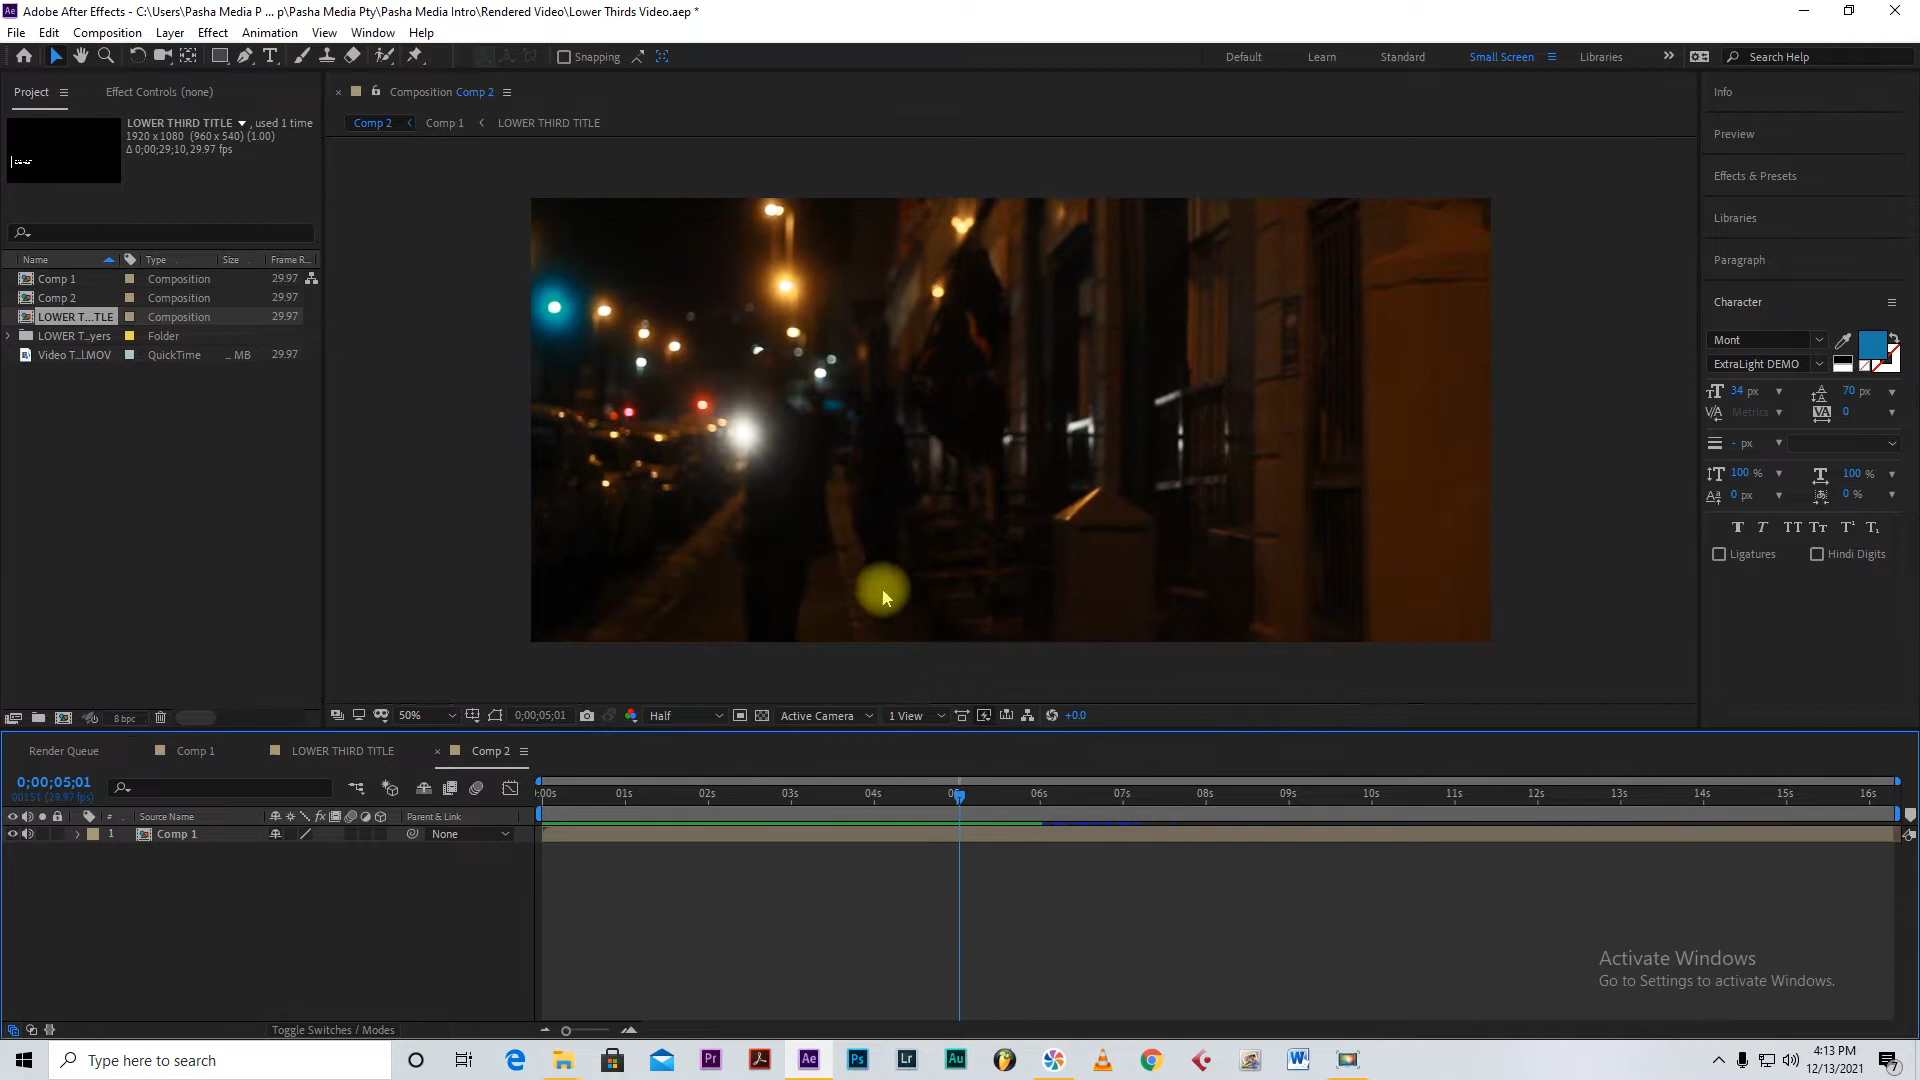 Adobe After Effects - C:\Users\Pasha Media P ... p\Pasha Media Pty\Pasha Media Intro\Rendered Video\Lower Thirds Video.aep *
File Edit Composition Layer Effect Animation View Window Help
Snapping
Default Learn Standard Small Screen Libraries Search Help
Project Effect Controls (none)
Composition Comp 2
Comp 2 Comp 1 LOWER THIRD TITLE
LOWER THIRD TITLE , used 1 time
1920 x 1080 (960 x 540) (1.00)
Δ 0;00;29;10, 29.97 fps
Name Type Size Frame R...
Comp 1 Composition 29.97
Comp 2 Composition 29.97
LOWER T...TLE Composition 29.97
LOWER T...yers Folder
Video T...l.MOV QuickTime ... MB 29.97
8 bpc
50% 0;00;05;01 Half Active Camera 1 View +0.0
Info
Preview
Effects & Presets
Libraries
Paragraph
Character
Mont
ExtraLight DEMO
34 px 70 px
Metrics 0
- px
100 % 100 %
0 px 0 %
Ligatures Hindi Digits
Render Queue Comp 1 LOWER THIRD TITLE Comp 2
0;00;05;01
00151 (29.97 fps)
:00s 01s 02s 03s 04s 06s 07s 08s 09s 10s 11s 12s 13s 14s 15s 16s
# Source Name Parent & Link
1 Comp 1 None
Toggle Switches / Modes
Activate Windows
Go to Settings to activate Windows.
Type here to search
4:13 PM
12/13/2021
7